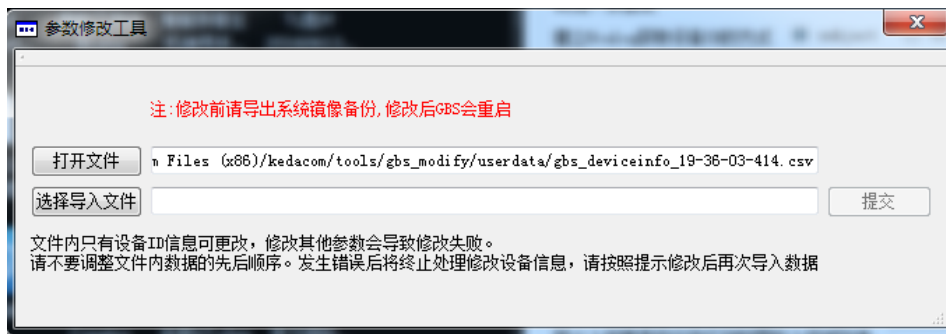 参数修改工具
注:修改前请导出系统镜像备份,修改后GBS会重启
打开文件 n Files (x86)/kedacom/tools/gbs_modify/userdata/gbs_deviceinfo_19-36-03-414.csv
选择导入文件 提交
文件内只有设备ID信息可更改，修改其他参数会导致修改失败。
请不要调整文件内数据的先后顺序。发生错误后将终止处理修改设备信息，请按照提示修改后再次导入数据